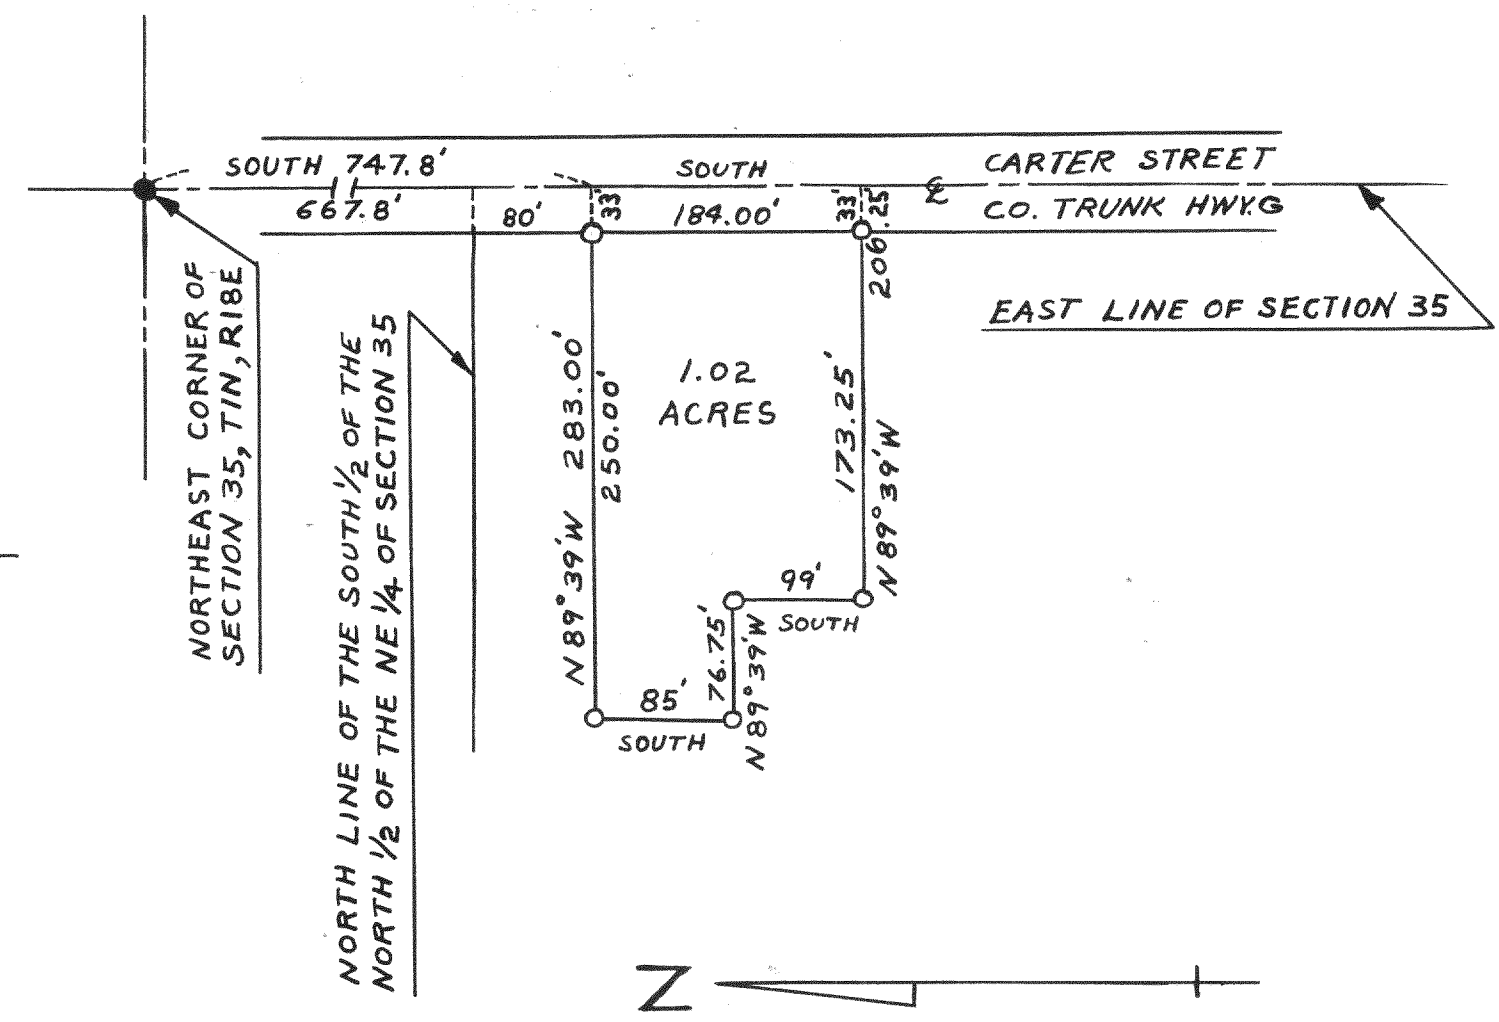 SOUTH 747.8'
667.8'
80'
33'
SOUTH
184.00'
33'
206.25'
℄
CARTER STREET
CO. TRUNK HWY.G
EAST LINE OF SECTION 35
NORTHEAST CORNER OF
SECTION 35, T1N, R18E
NORTH LINE OF THE SOUTH 1/2 OF THE
NORTH 1/2 OF THE NE 1/4 OF SECTION 35
N 89° 39' W 283.00'
250.00'
1.02
ACRES
173.25'
N 89° 39' W
99'
SOUTH
76.75'
N 89° 39' W
85'
SOUTH
N